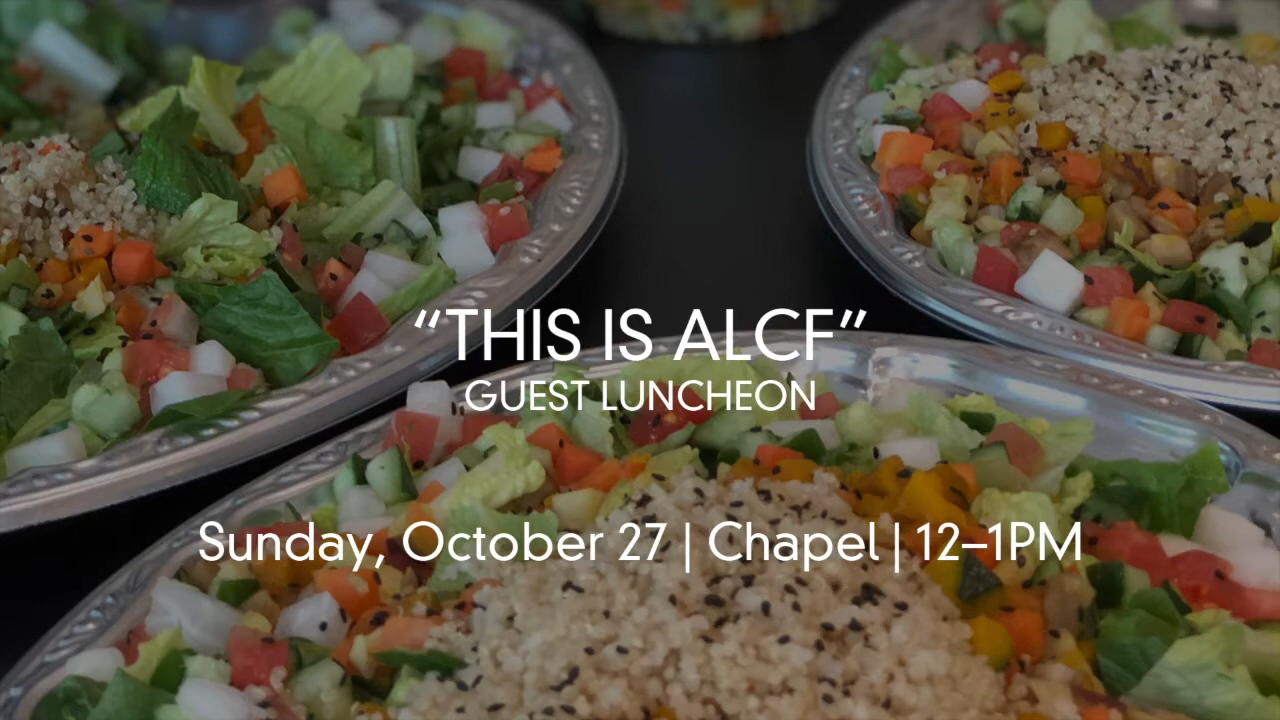 “THIS IS ALCF”
GUEST LUNCHEON
Sunday, October 27 | Chapel | 12–1PM